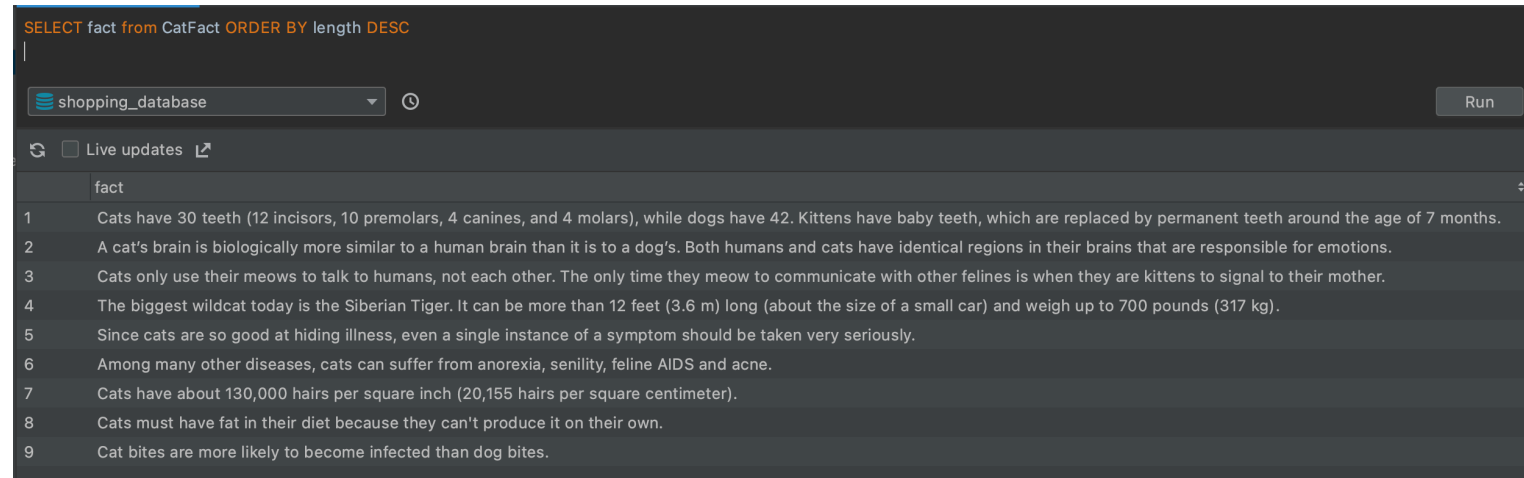 SELECT fact from CatFact ORDER BY length DESC
shopping_database
Run
Live updates
fact
1 Cats have 30 teeth (12 incisors, 10 premolars, 4 canines, and 4 molars), while dogs have 42. Kittens have baby teeth, which are replaced by permanent teeth around the age of 7 months.
2 A cat’s brain is biologically more similar to a human brain than it is to a dog’s. Both humans and cats have identical regions in their brains that are responsible for emotions.
3 Cats only use their meows to talk to humans, not each other. The only time they meow to communicate with other felines is when they are kittens to signal to their mother.
4 The biggest wildcat today is the Siberian Tiger. It can be more than 12 feet (3.6 m) long (about the size of a small car) and weigh up to 700 pounds (317 kg).
5 Since cats are so good at hiding illness, even a single instance of a symptom should be taken very seriously.
6 Among many other diseases, cats can suffer from anorexia, senility, feline AIDS and acne.
7 Cats have about 130,000 hairs per square inch (20,155 hairs per square centimeter).
8 Cats must have fat in their diet because they can't produce it on their own.
9 Cat bites are more likely to become infected than dog bites.